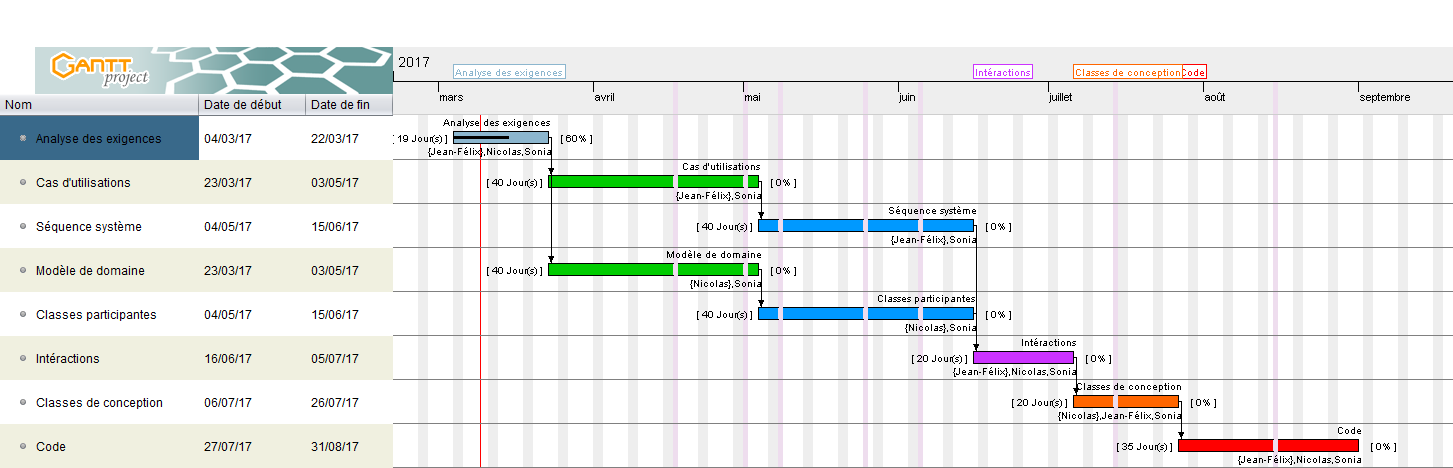 GANTT
project
2017
Analyse des exigences
Intéractions
Classes de conception
Code
Nom Date de début Date de fin
mars avril mai juin juillet août septembre
Analyse des exigences 04/03/17 22/03/17
Analyse des exigences
[ 19 Jour(s) ] [ 60% ]
{Jean-Félix},Nicolas,Sonia
Cas d'utilisations 23/03/17 03/05/17
Cas d'utilisations
[ 40 Jour(s) ] [ 0% ]
{Jean-Félix},Sonia
Séquence système 04/05/17 15/06/17
Séquence système
[ 40 Jour(s) ] [ 0% ]
{Jean-Félix},Sonia
Modèle de domaine 23/03/17 03/05/17
Modèle de domaine
[ 40 Jour(s) ] [ 0% ]
{Nicolas},Sonia
Classes participantes 04/05/17 15/06/17
Classes participantes
[ 40 Jour(s) ] [ 0% ]
{Nicolas},Sonia
Intéractions 16/06/17 05/07/17
Intéractions
[ 20 Jour(s) ] [ 0% ]
{Jean-Félix},Nicolas,Sonia
Classes de conception 06/07/17 26/07/17
Classes de conception
[ 20 Jour(s) ] [ 0% ]
{Nicolas},Jean-Félix,Sonia
Code 27/07/17 31/08/17
Code
[ 35 Jour(s) ] [ 0% ]
{Jean-Félix},Nicolas,Sonia